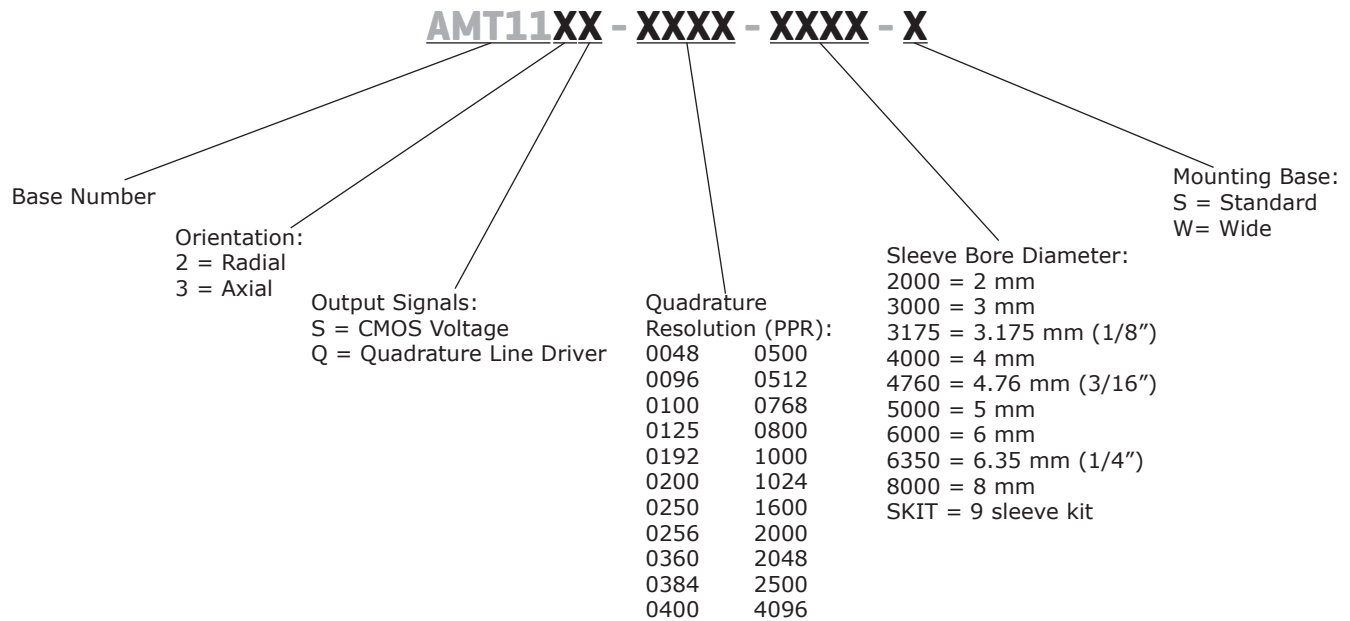 AMT11XX - XXXX - XXXX - X
Base Number
Orientation:
2 = Radial
3 = Axial
Output Signals:
S = CMOS Voltage
Q = Quadrature Line Driver
Quadrature
Resolution (PPR):
0048 0500
0096 0512
0100 0768
0125 0800
0192 1000
0200 1024
0250 1600
0256 2000
0360 2048
0384 2500
0400 4096
Sleeve Bore Diameter:
2000 = 2 mm
3000 = 3 mm
3175 = 3.175 mm (1/8”)
4000 = 4 mm
4760 = 4.76 mm (3/16”)
5000 = 5 mm
6000 = 6 mm
6350 = 6.35 mm (1/4”)
8000 = 8 mm
SKIT = 9 sleeve kit
Mounting Base:
S = Standard
W= Wide